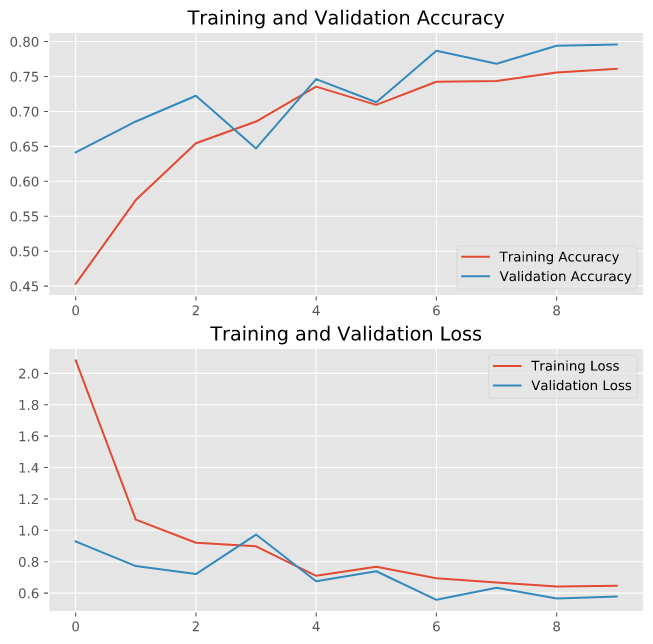 Training and Validation Accuracy
0.80
0.75
0.70
0.65
0.60
0.55
0.50
0.45
Training Accuracy
Validation Accuracy
0 2 4 6 8
Training and Validation Loss
Training Loss
Validation Loss
2.0
1.8
1.6
1.4
1.2
1.0
0.8
0.6
0 2 4 6 8